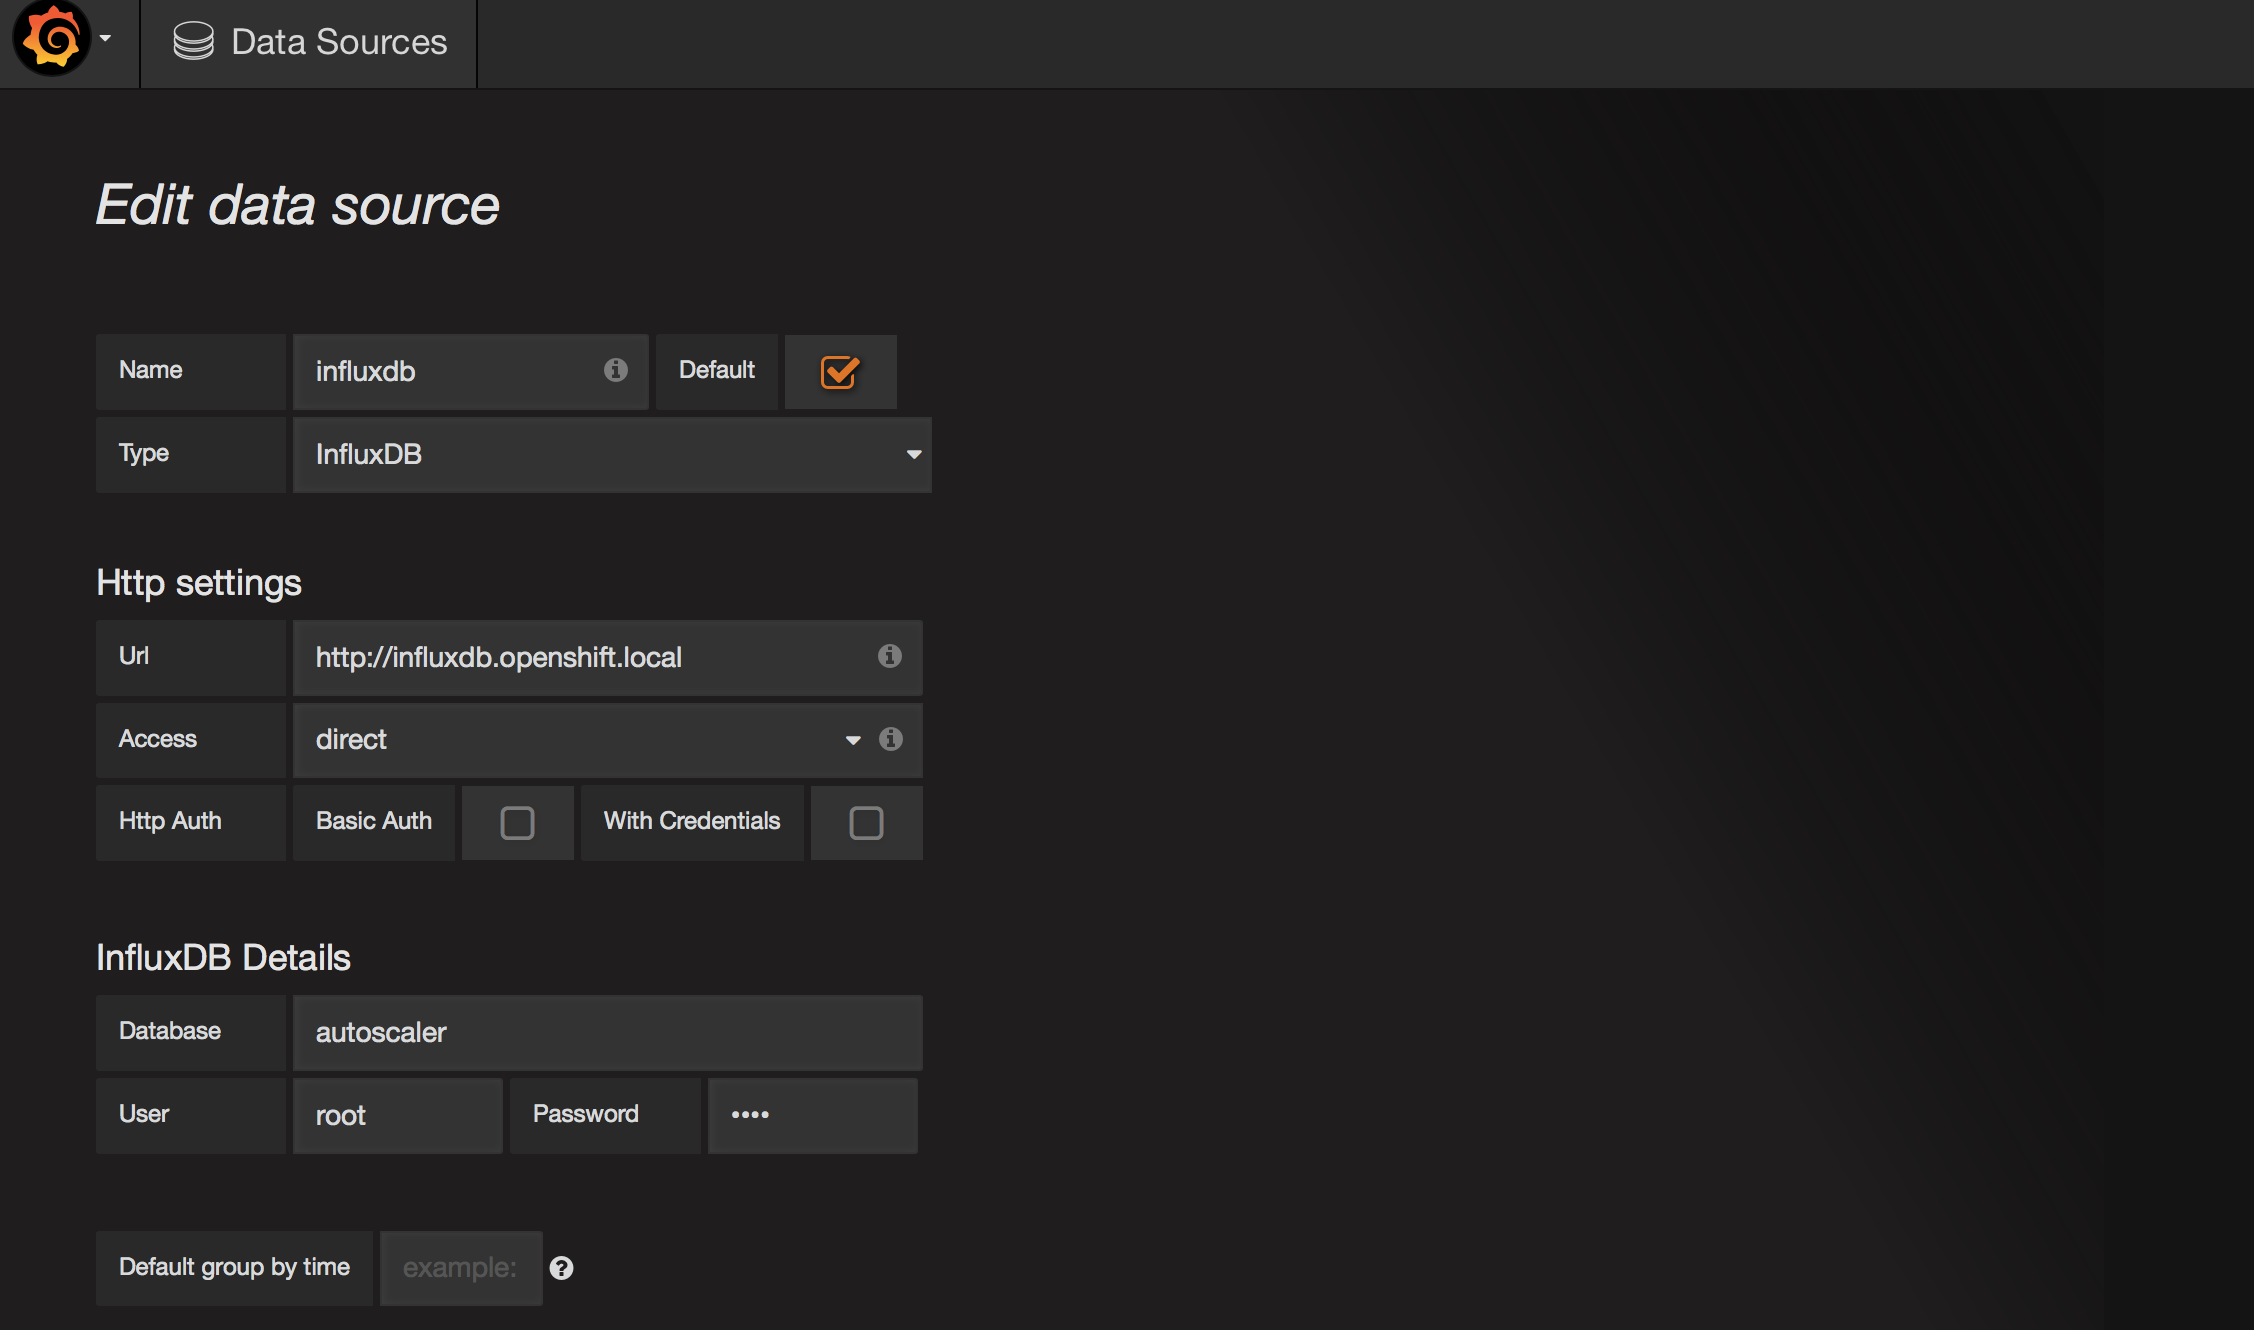 Data Sources
Edit data source
Name influxdb Default
Type InfluxDB
Http settings
Url http://influxdb.openshift.local
Access direct
Http Auth Basic Auth With Credentials
InfluxDB Details
Database autoscaler
User root Password ••••
Default group by time example: